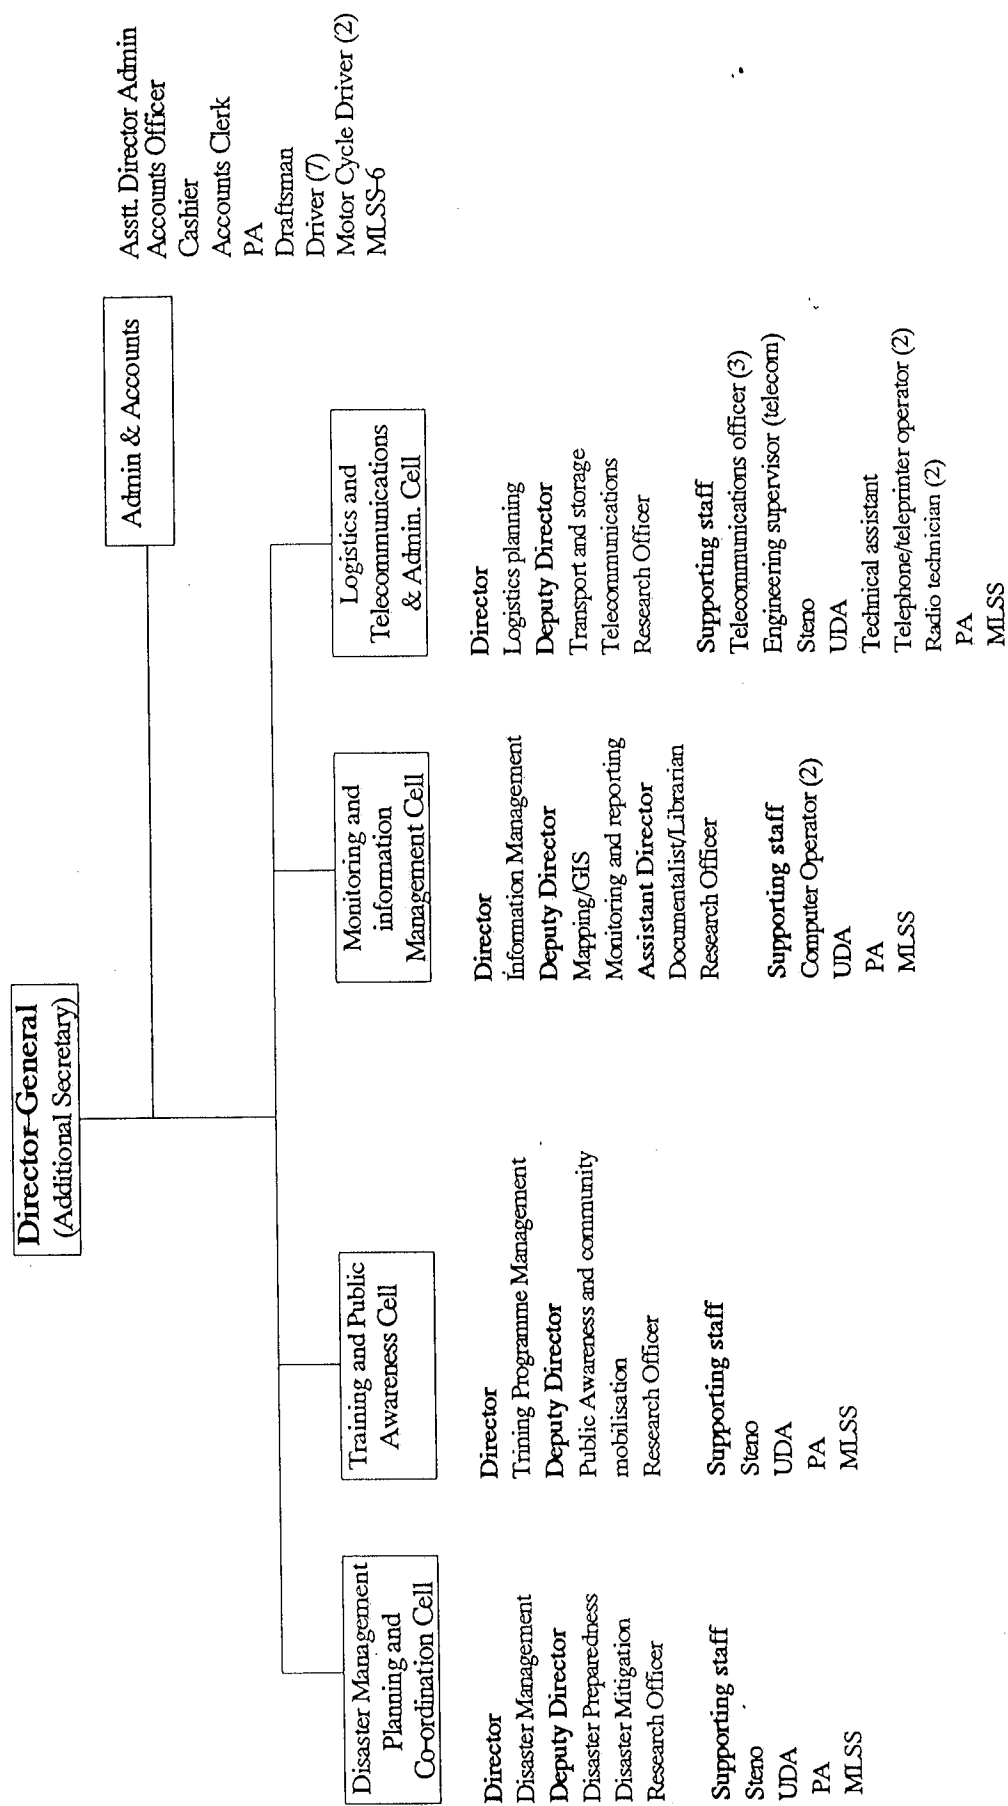 Director-General
(Additional Secretary)
Admin & Accounts
Asstt. Director Admin
Accounts Officer
Cashier
Accounts Clerk
PA
Draftsman
Driver (7)
Motor Cycle Driver (2)
MLSS-6
Disaster Management
Planning and
Co-ordination Cell
Director
Disaster Management
Deputy Director
Disaster Preparedness
Disaster Mitigation
Research Officer
Supporting staff
Steno
UDA
PA
MLSS
Training and Public
Awareness Cell
Director
Trining Programme Management
Deputy Director
Public Awareness and community
mobilisation
Research Officer
Supporting staff
Steno
UDA
PA
MLSS
Monitoring and
information
Management Cell
Director
Information Management
Deputy Director
Mapping/GIS
Monitoring and reporting
Assistant Director
Documentalist/Librarian
Research Officer
Supporting staff
Computer Operator (2)
UDA
PA
MLSS
Logistics and
Telecommunications
& Admin. Cell
Director
Logistics planning
Deputy Director
Transport and storage
Telecommunications
Research Officer
Supporting staff
Telecommunications officer (3)
Engineering supervisor (telecom)
Steno
UDA
Technical assistant
Telephone/teleprinter operator (2)
Radio technician (2)
PA
MLSS